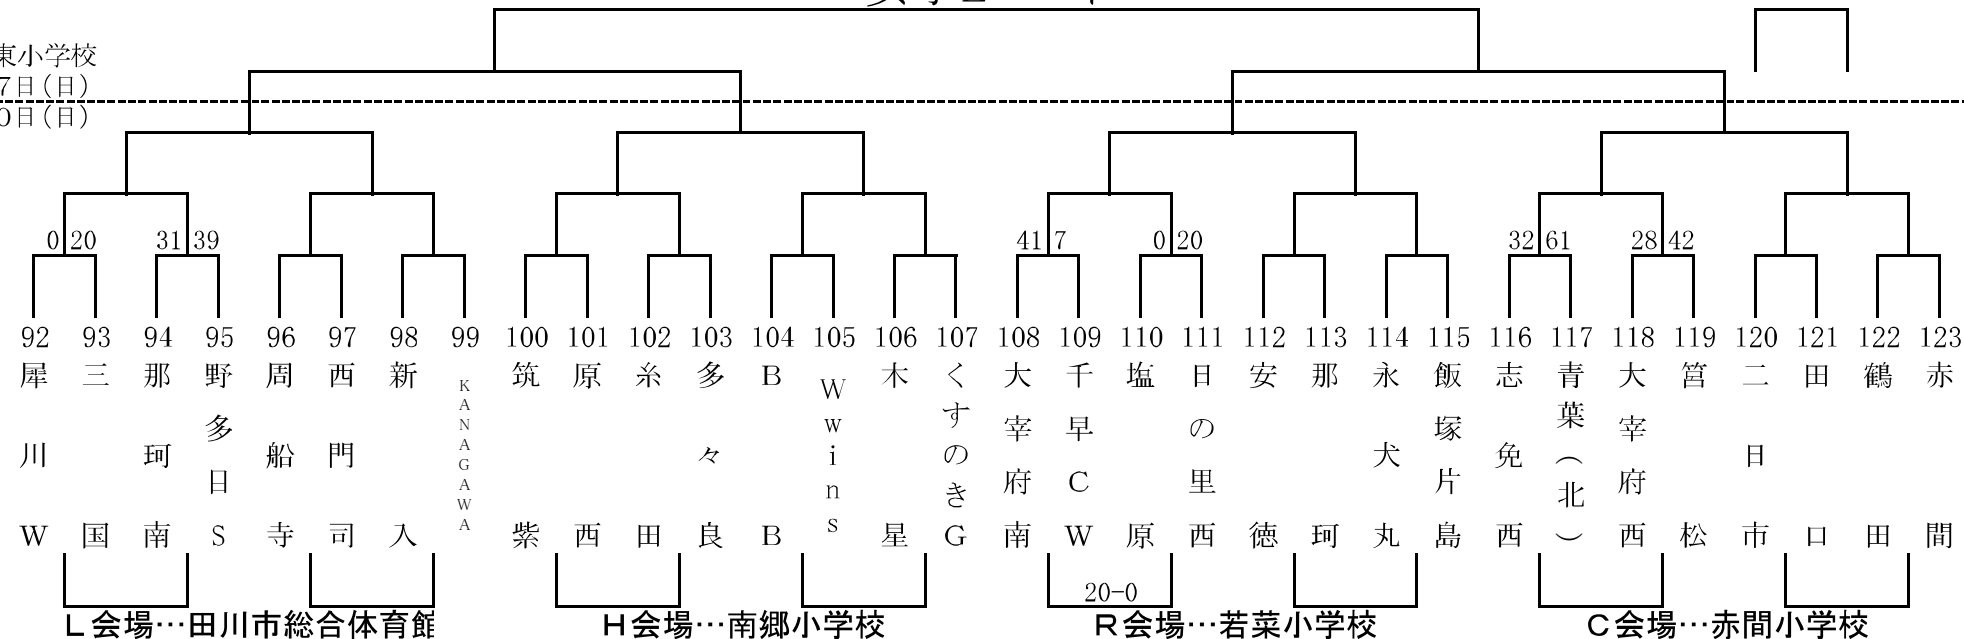 東小学校
7日(日)
0日(日)
0 20
31 39
41 7
0 20
32 61
28 42
92 93 94 95 96 97 98 99 100 101 102 103 104 105 106 107 108 109 110 111 112 113 114 115 116 117 118 119 120 121 122 123
犀川W
三国
那珂南
野多日S
周船寺
西門司
新入
KANAGAWA
筑紫
原西
糸田
多々良
BB
Wwins
木星
くすのきG
大宰府南
千早CW
塩原
日の里西
安徳
那珂
永犬丸
飯塚片島
志免西
青葉(北)
大宰府西
筥松
二日市
田口
鶴田
赤間
20-0
L会場…田川市総合体育館
H会場…南郷小学校
R会場…若菜小学校
C会場…赤間小学校